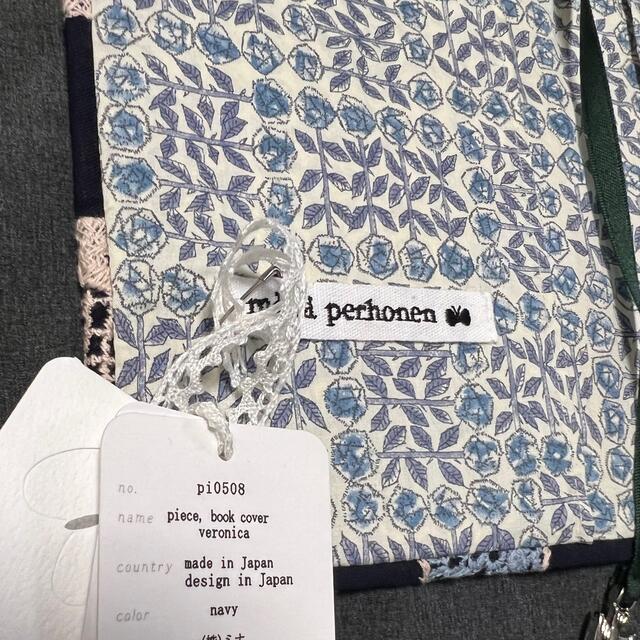 perhonen
no. pi0508
name piece, book cover
veronica
country made in Japan
design in Japan
color navy